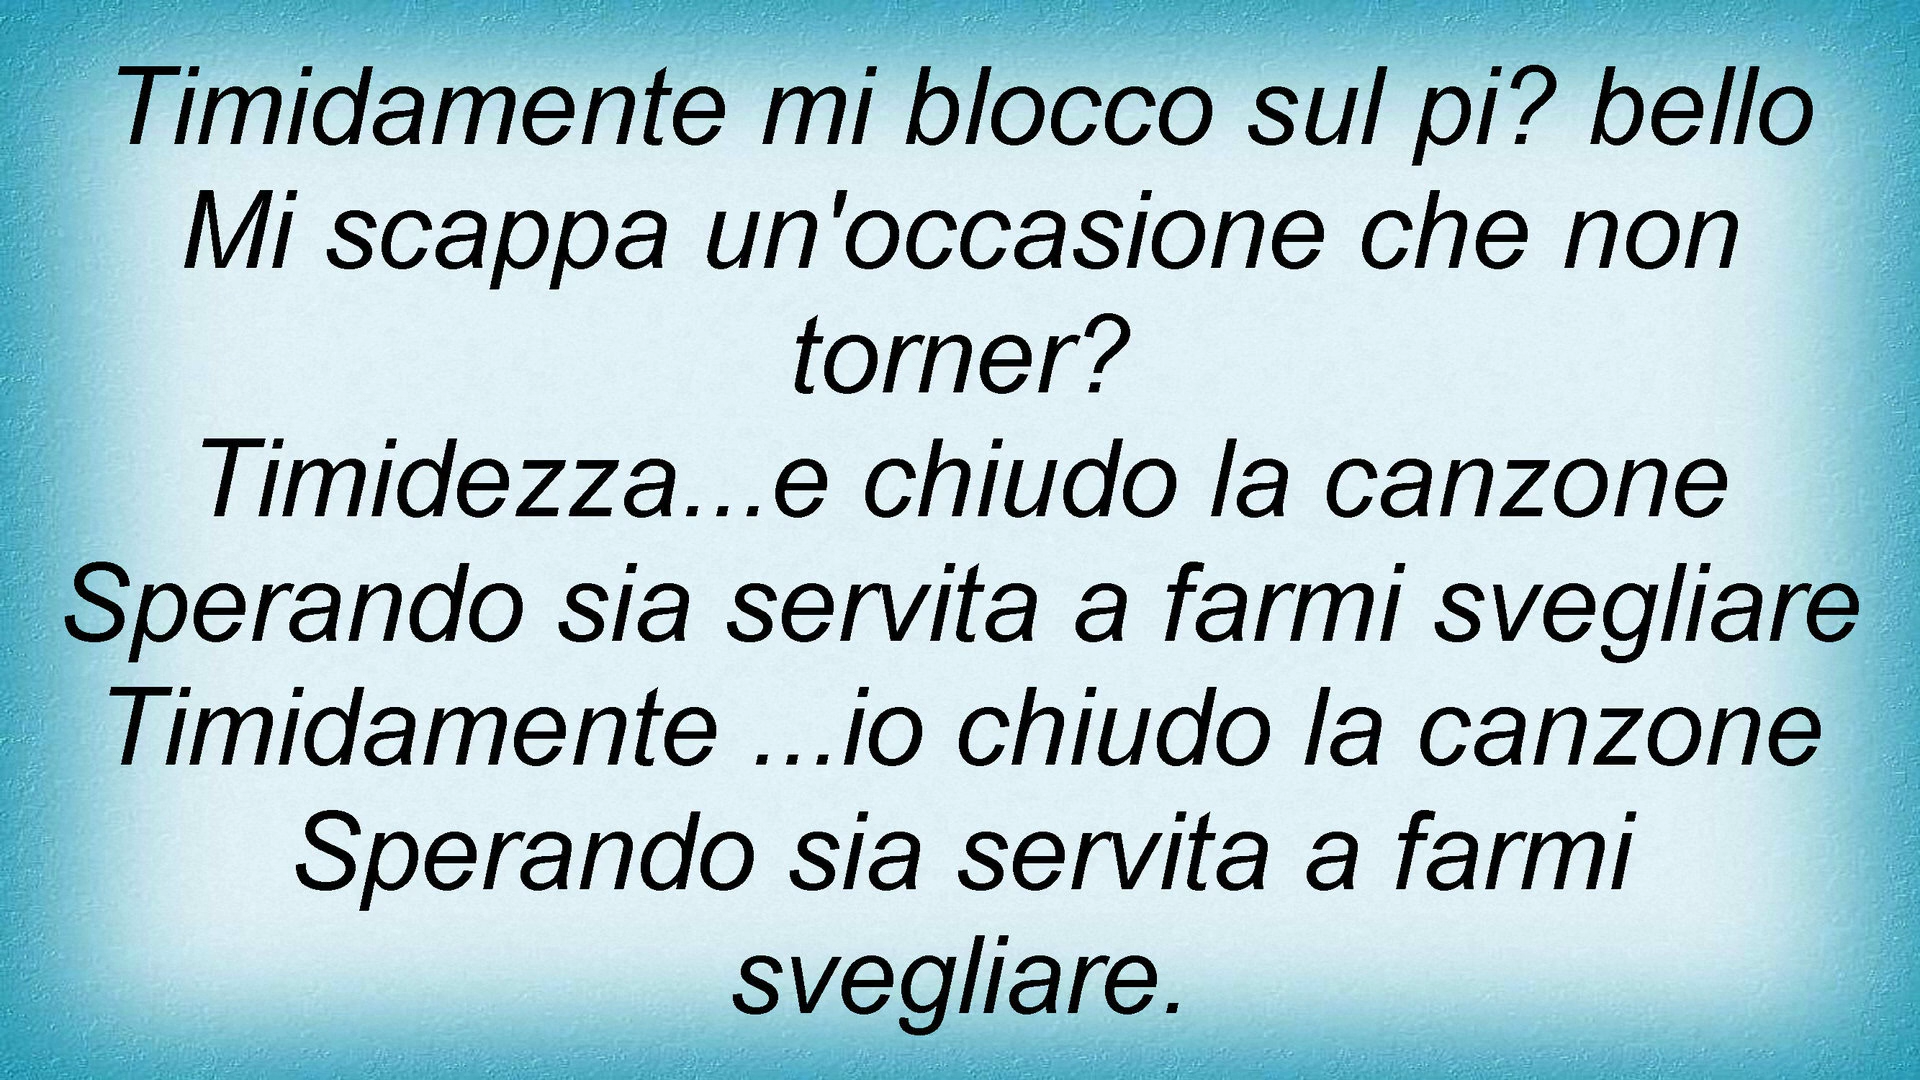 Timidamente mi blocco sul pi? bello
Mi scappa un'occasione che non
torner?
Timidezza...e chiudo la canzone
Sperando sia servita a farmi svegliare
Timidamente ...io chiudo la canzone
Sperando sia servita a farmi
svegliare.